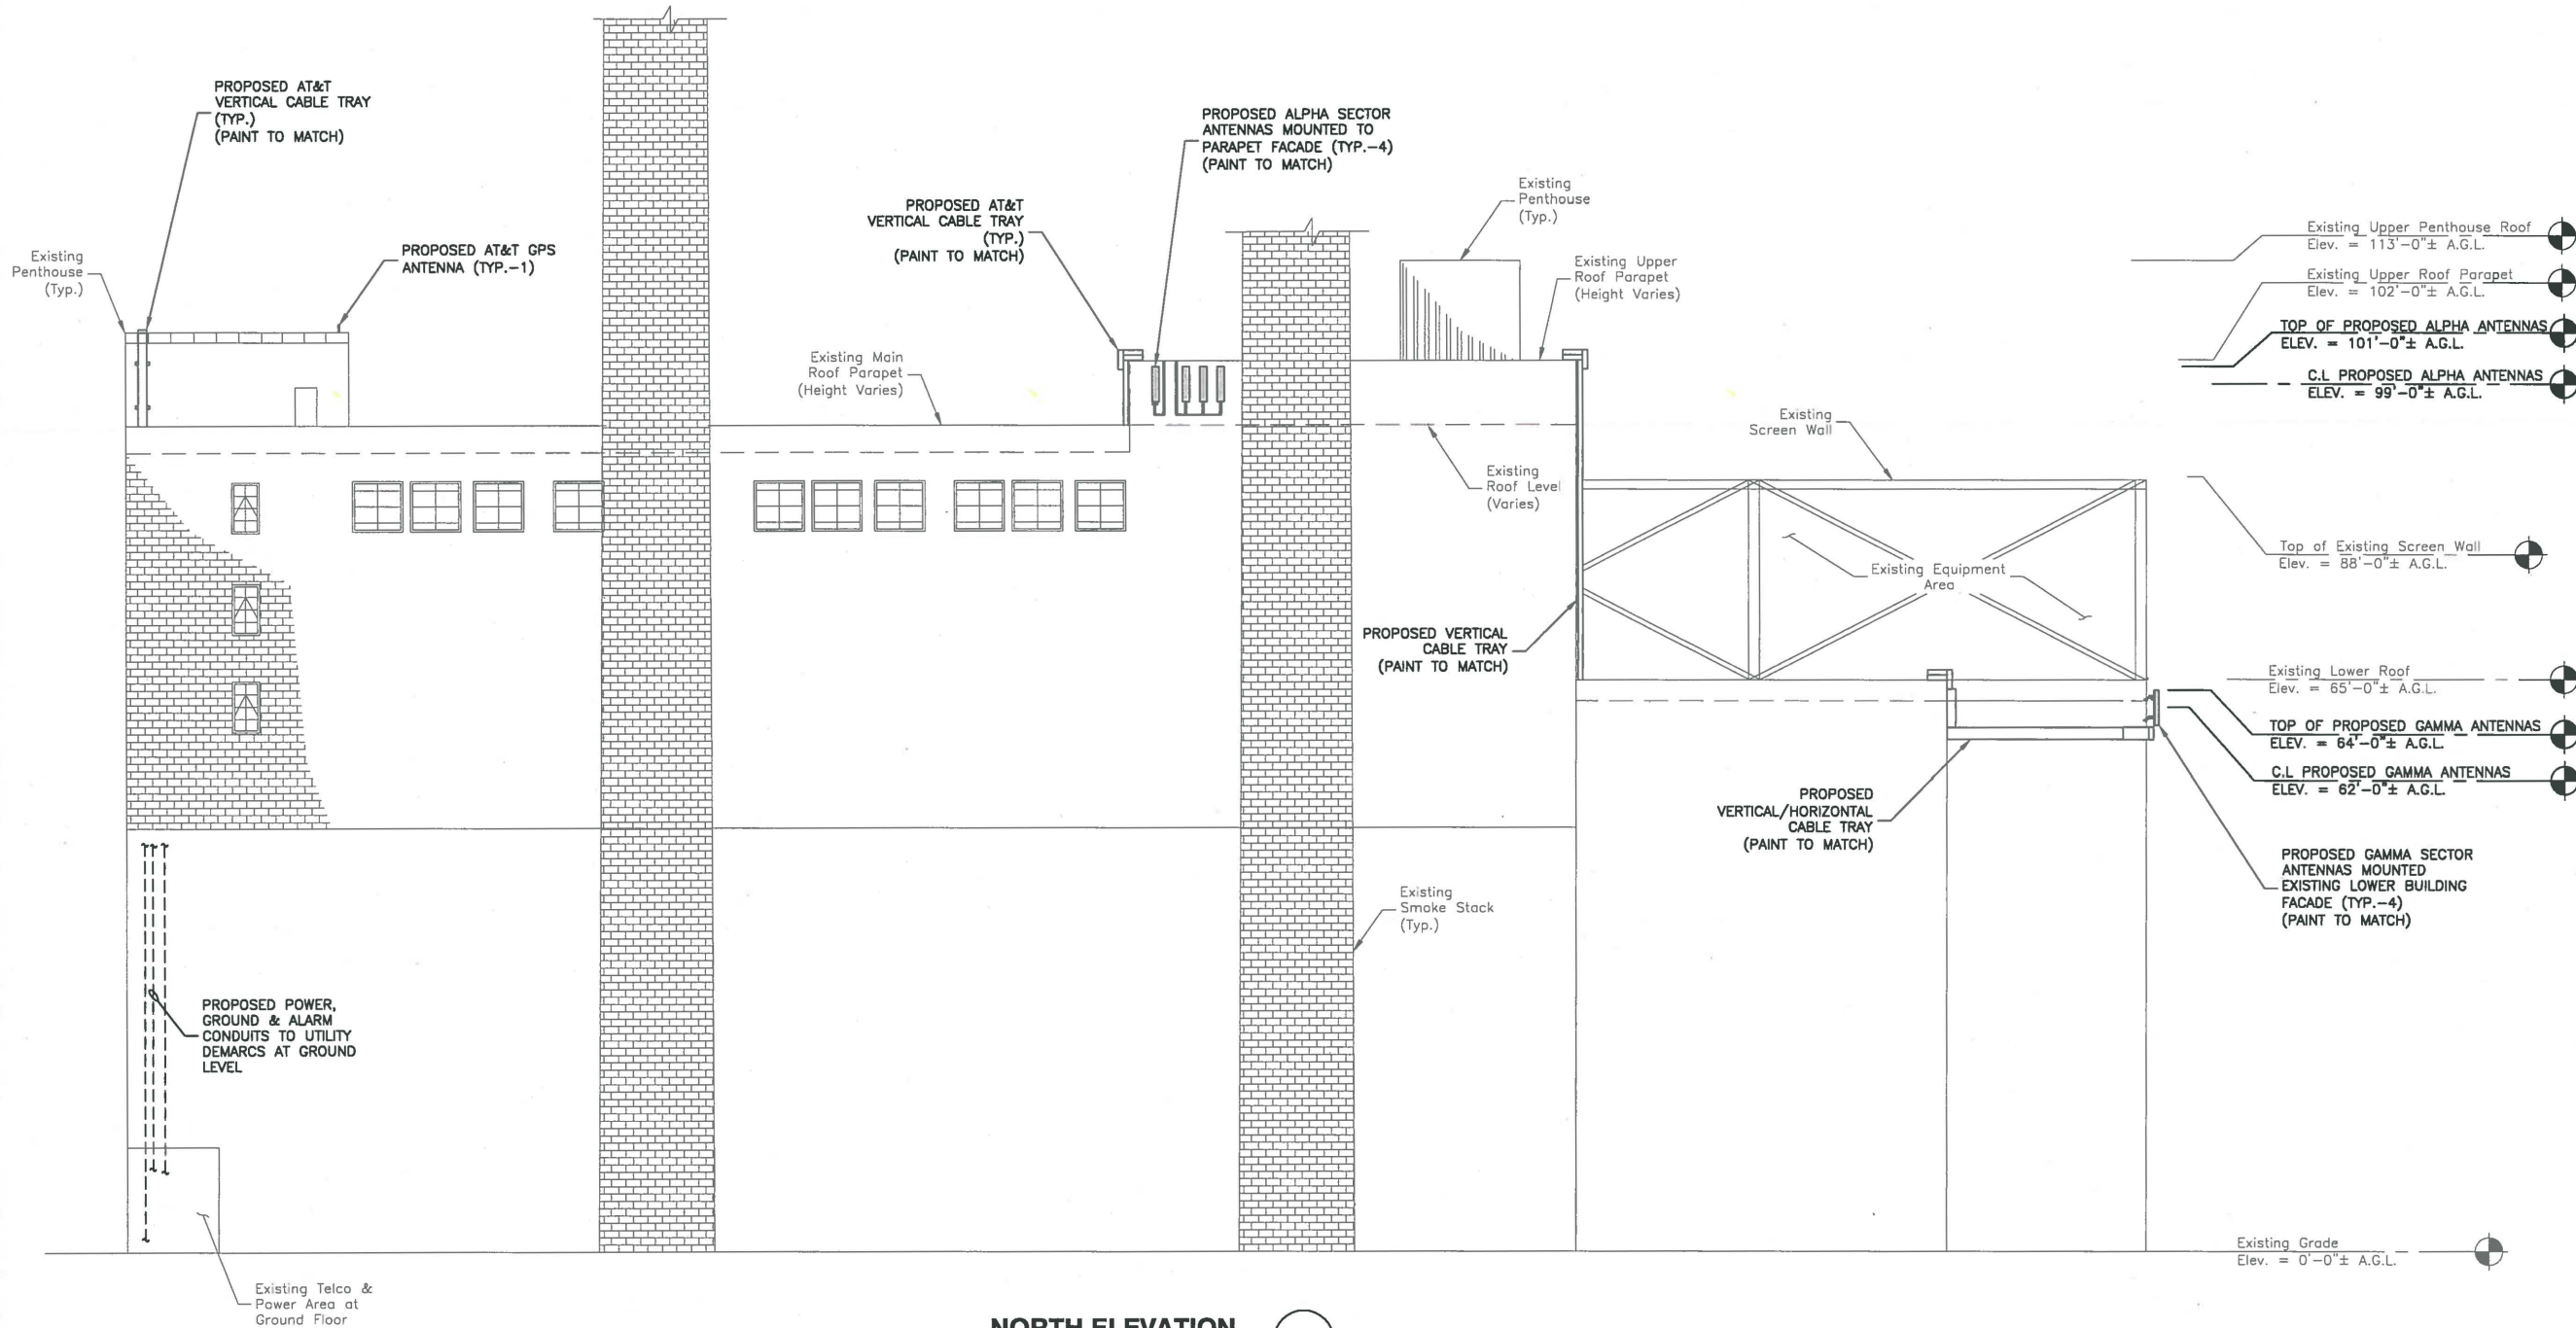 PROPOSED AT&T
VERTICAL CABLE TRAY
(TYP.)
(PAINT TO MATCH)
PROPOSED ALPHA SECTOR
ANTENNAS MOUNTED TO
PARAPET FACADE (TYP.-4)
(PAINT TO MATCH)
Existing
Penthouse
(Typ.)
PROPOSED AT&T
VERTICAL CABLE TRAY
(TYP.)
(PAINT TO MATCH)
Existing
Penthouse
(Typ.)
PROPOSED AT&T GPS
ANTENNA (TYP.-1)
Existing Upper
Roof Parapet
(Height Varies)
Existing Main
Roof Parapet
(Height Varies)
Existing Upper Penthouse Roof
Elev. = 113'-0"± A.G.L.
Existing Upper Roof Parapet
Elev. = 102'-0"± A.G.L.
TOP OF PROPOSED ALPHA ANTENNAS
ELEV. = 101'-0"± A.G.L.
C.L PROPOSED ALPHA ANTENNAS
ELEV. = 99'-0"± A.G.L.
Existing
Screen Wall
Existing
Roof Level
(Varies)
Existing Equipment
Area
Top of Existing Screen Wall
Elev. = 88'-0"± A.G.L.
PROPOSED VERTICAL
CABLE TRAY
(PAINT TO MATCH)
Existing Lower Roof
Elev. = 65'-0"± A.G.L.
TOP OF PROPOSED GAMMA ANTENNAS
ELEV. = 64'-0"± A.G.L.
C.L PROPOSED GAMMA ANTENNAS
ELEV. = 62'-0"± A.G.L.
PROPOSED
VERTICAL/HORIZONTAL
CABLE TRAY
(PAINT TO MATCH)
PROPOSED GAMMA SECTOR
ANTENNAS MOUNTED
EXISTING LOWER BUILDING
FACADE (TYP.-4)
(PAINT TO MATCH)
Existing
Smoke Stack
(Typ.)
PROPOSED POWER,
GROUND & ALARM
CONDUITS TO UTILITY
DEMARCS AT GROUND
LEVEL
Existing Grade
Elev. = 0'-0"± A.G.L.
Existing Telco &
Power Area at
Ground Floor
NORTH ELEVATION